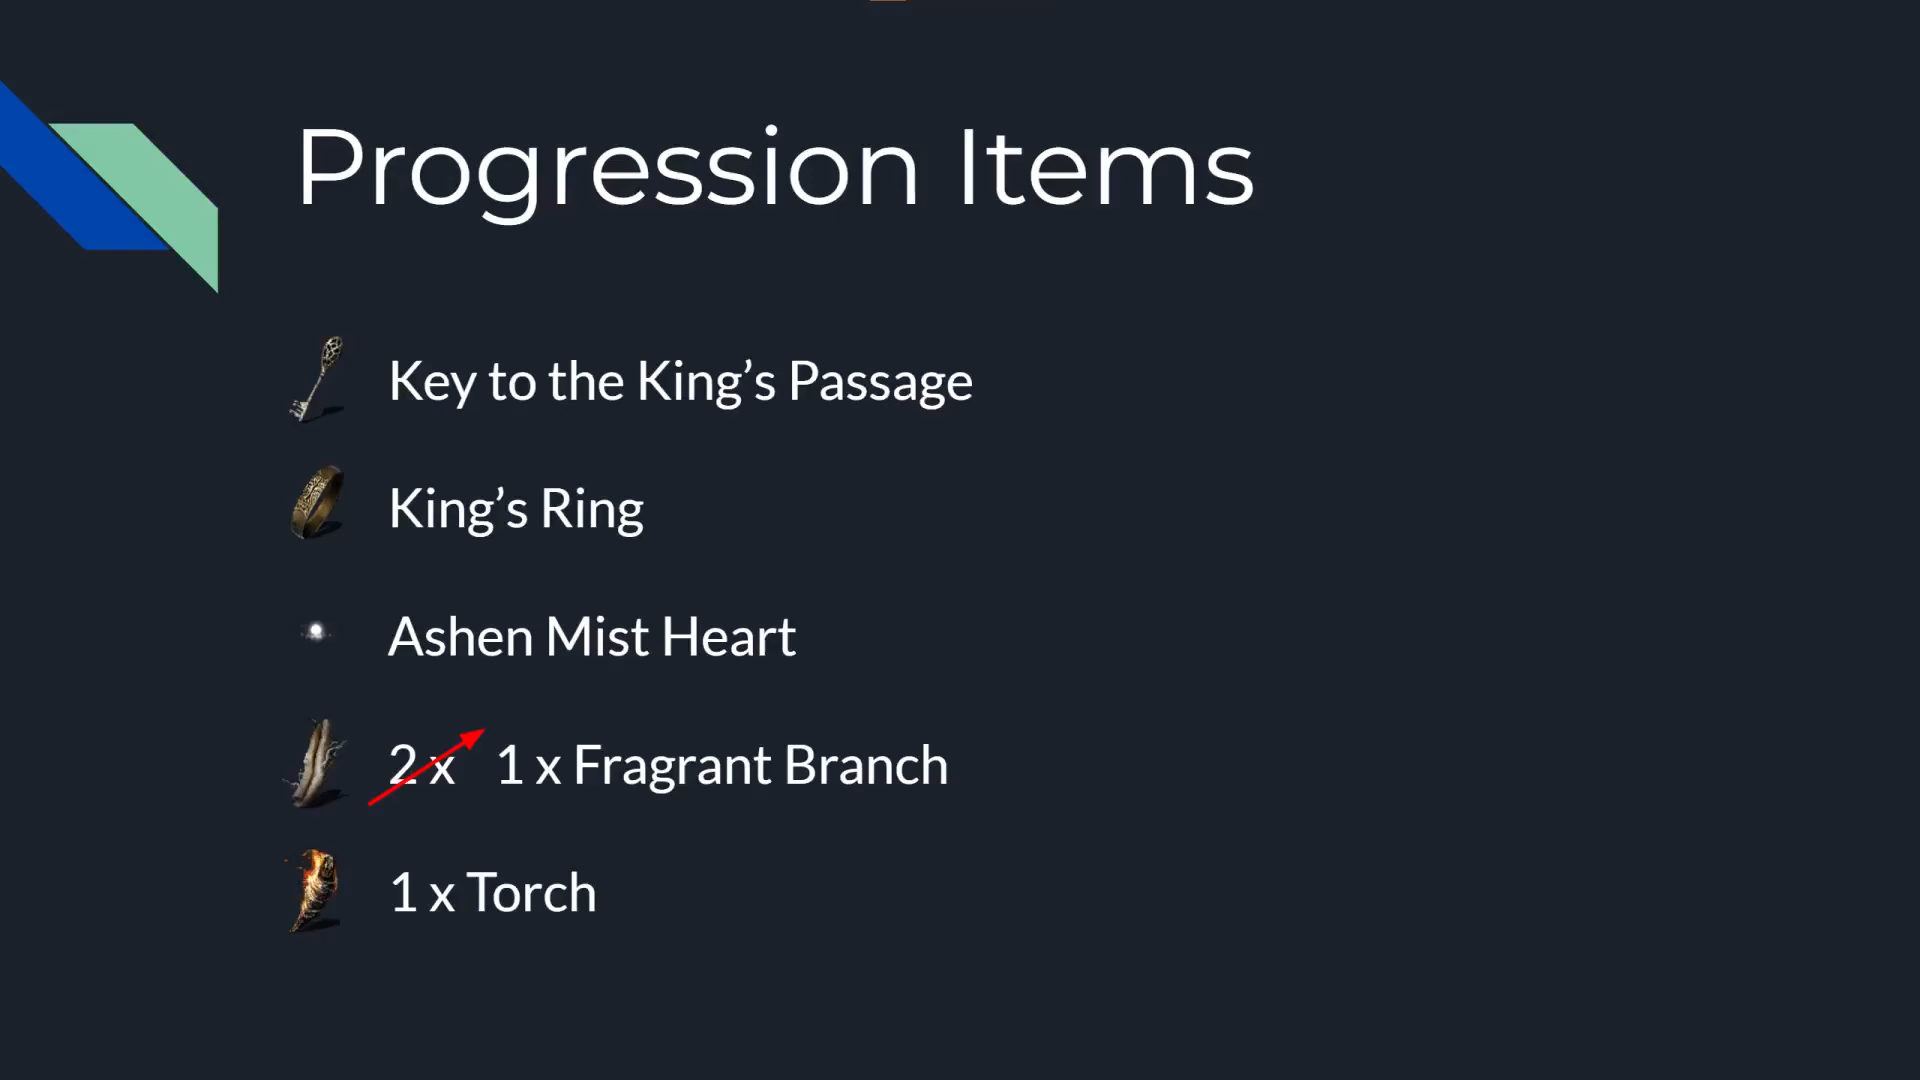 Progression Items
Key to the King’s Passage
King’s Ring
Ashen Mist Heart
2 x 1 x Fragrant Branch
1 x Torch